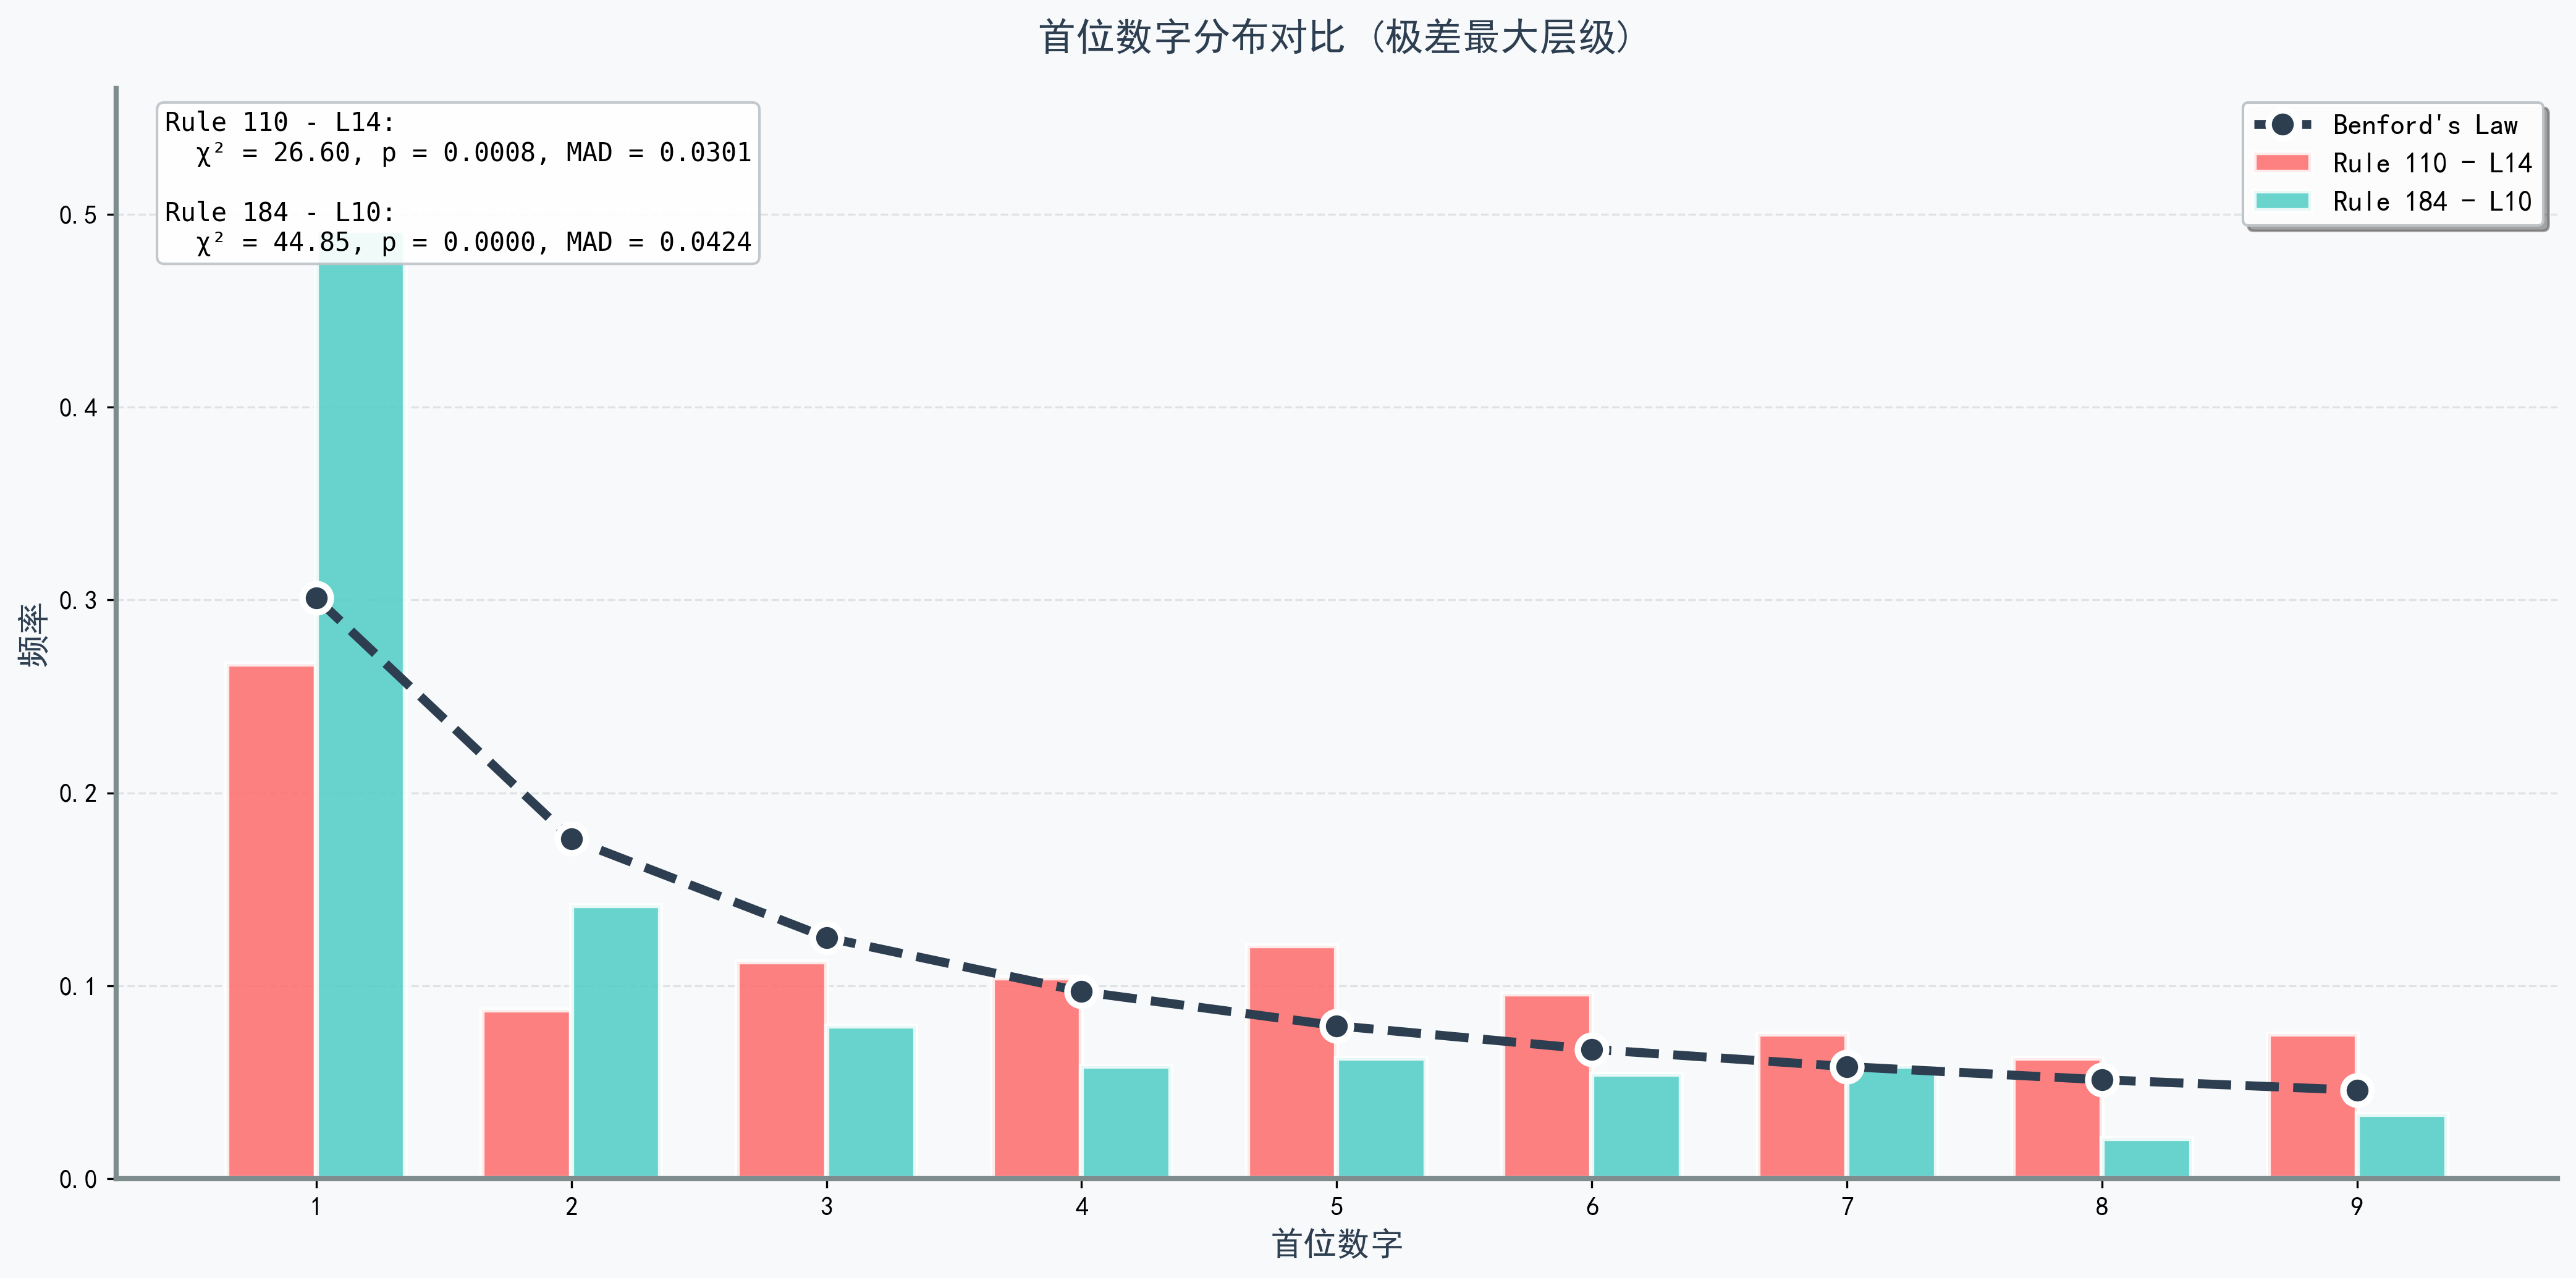 首位数字分布对比 (极差最大层级)
Rule 110 - L14:
χ² = 26.60, p = 0.0008, MAD = 0.0301
Rule 184 - L10:
χ² = 44.85, p = 0.0000, MAD = 0.0424
Benford's Law
Rule 110 - L14
Rule 184 - L10
频率
0.5
0.4
0.3
0.2
0.1
0.0
1 2 3 4 5 6 7 8 9
首位数字